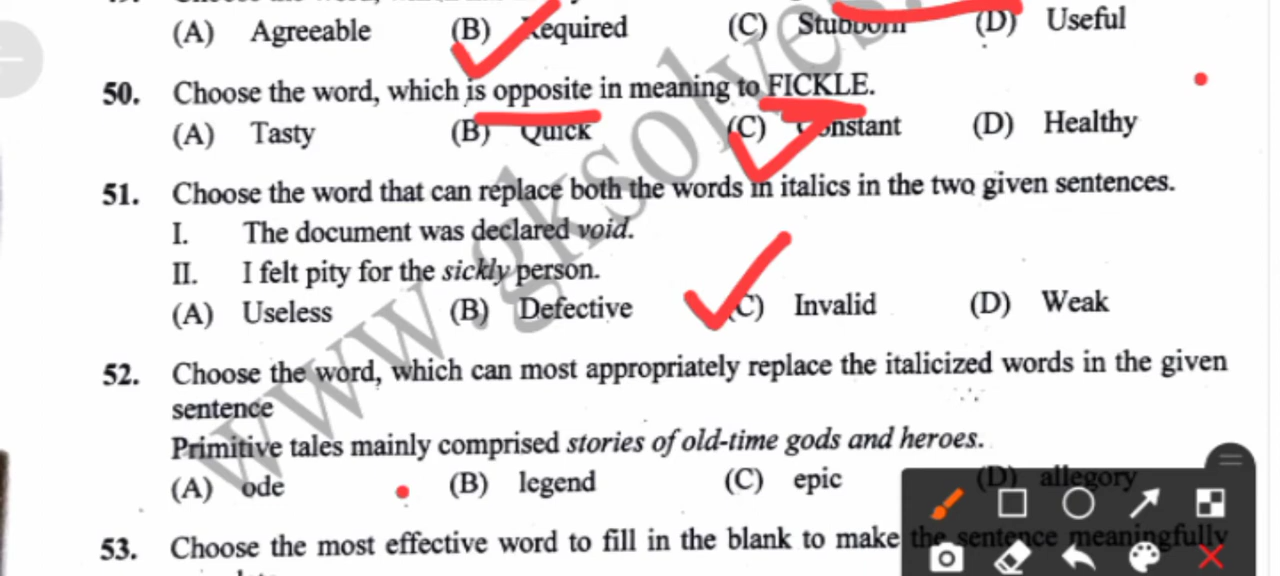 (A) Agreeable (B) Required (C) Stubborn (D) Useful
50. Choose the word, which is opposite in meaning to FICKLE.
(A) Tasty (B) Quick (C) Constant (D) Healthy
51. Choose the word that can replace both the words in italics in the two given sentences.
I. The document was declared void.
II. I felt pity for the sickly person.
(A) Useless (B) Defective (C) Invalid (D) Weak
52. Choose the word, which can most appropriately replace the italicized words in the given
sentence
Primitive tales mainly comprised stories of old-time gods and heroes.
(A) ode (B) legend (C) epic (D) allegory
53. Choose the most effective word to fill in the blank to make the sentence meaningfully
www.gksolves.